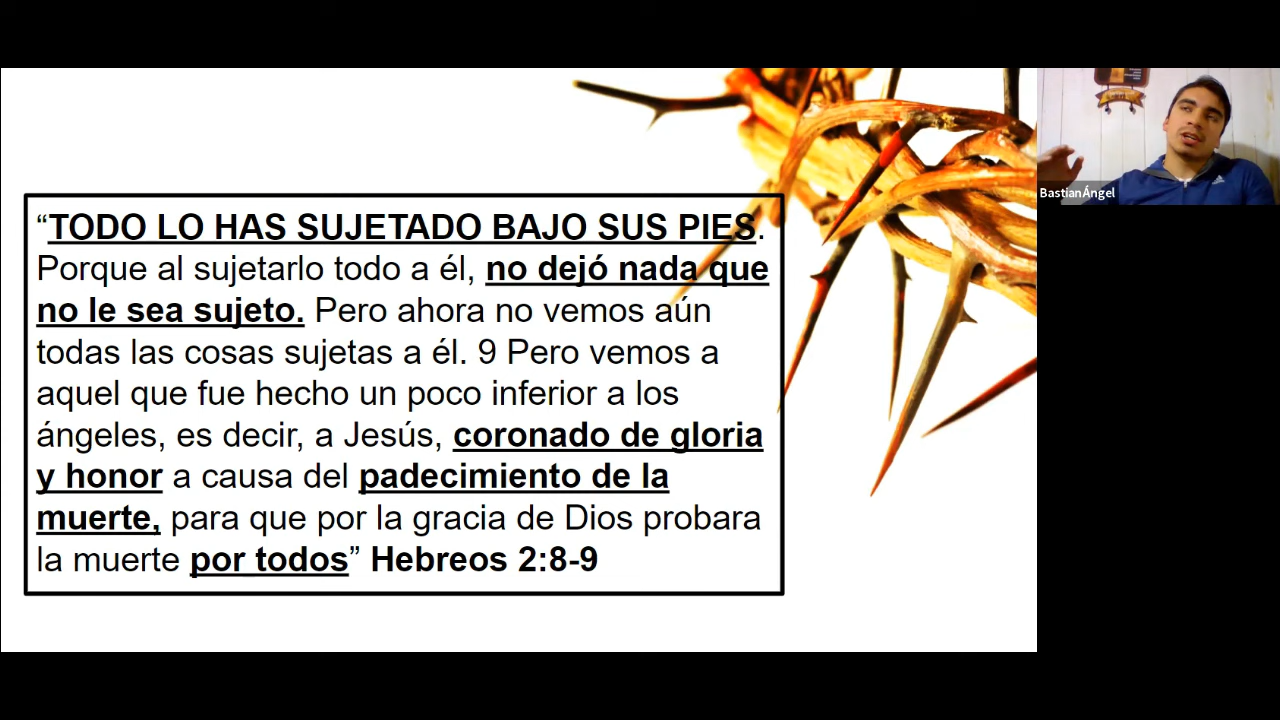 “TODO LO HAS SUJETADO BAJO SUS PIES.
Porque al sujetarlo todo a él, no dejó nada que
no le sea sujeto. Pero ahora no vemos aún
todas las cosas sujetas a él. 9 Pero vemos a
aquel que fue hecho un poco inferior a los
ángeles, es decir, a Jesús, coronado de gloria
y honor a causa del padecimiento de la
muerte, para que por la gracia de Dios probara
la muerte por todos” Hebreos 2:8-9
BastianÁngel